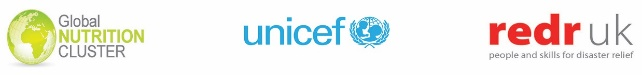 Global
NUTRITION
CLUSTER
unicef
redr uk
people and skills for disaster relief